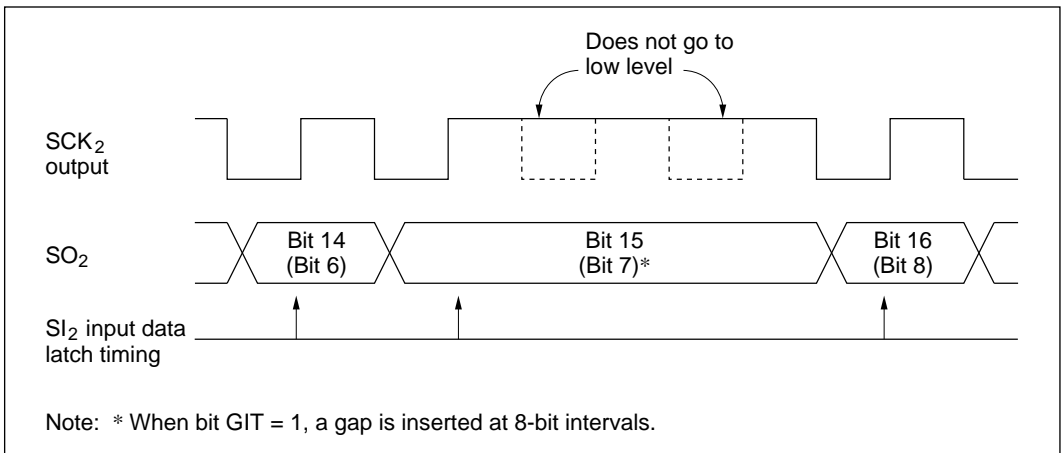 Does not go to
low level
SCK2
output
SO2
Bit 14
(Bit 6)
Bit 15
(Bit 7)*
Bit 16
(Bit 8)
SI2 input data
latch timing
Note: * When bit GIT = 1, a gap is inserted at 8-bit intervals.